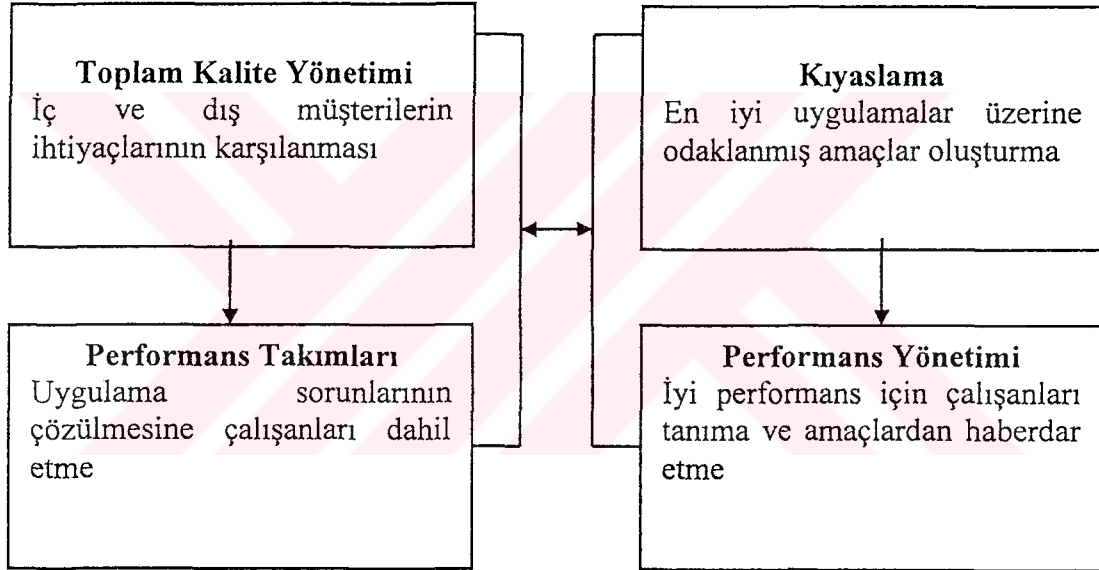 Toplam Kalite Yönetimi
İç ve dış müşterilerin
ihtiyaçlarının karşılanması
Kıyaslama
En iyi uygulamalar üzerine
odaklanmış amaçlar oluşturma
Performans Takımları
Uygulama sorunlarının
çözülmesine çalışanları dahil
etme
Performans Yönetimi
İyi performans için çalışanları
tanıma ve amaçlardan haberdar
etme